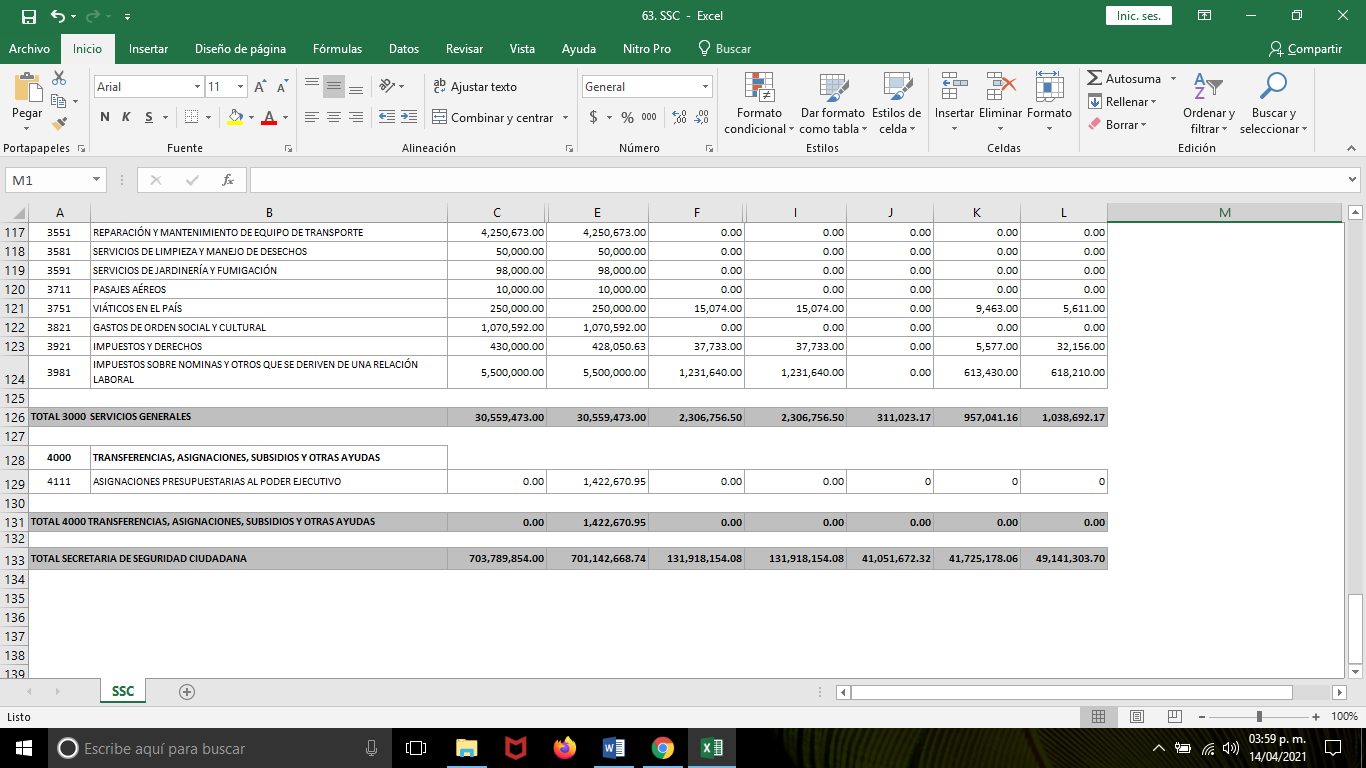 63. SSC - Excel
Inic. ses.
Archivo Inicio Insertar Diseño de página Fórmulas Datos Revisar Vista Ayuda Nitro Pro Buscar Compartir
Pegar
Arial 11
N K S
Ajustar texto
Combinar y centrar
General
$ % 000
Formato condicional
Dar formato como tabla
Estilos de celda
Insertar Eliminar Formato
Autosuma
Rellenar
Borrar
Ordenar y filtrar
Buscar y seleccionar
Portapapeles Fuente Alineación Número Estilos Celdas Edición
M1 fx
A B C E F I J K L M
117 3551 REPARACIÓN Y MANTENIMIENTO DE EQUIPO DE TRANSPORTE 4,250,673.00 4,250,673.00 0.00 0.00 0.00 0.00 0.00
118 3581 SERVICIOS DE LIMPIEZA Y MANEJO DE DESECHOS 50,000.00 50,000.00 0.00 0.00 0.00 0.00 0.00
119 3591 SERVICIOS DE JARDINERÍA Y FUMIGACIÓN 98,000.00 98,000.00 0.00 0.00 0.00 0.00 0.00
120 3711 PASAJES AÉREOS 10,000.00 10,000.00 0.00 0.00 0.00 0.00 0.00
121 3751 VIÁTICOS EN EL PAÍS 250,000.00 250,000.00 15,074.00 15,074.00 0.00 9,463.00 5,611.00
122 3821 GASTOS DE ORDEN SOCIAL Y CULTURAL 1,070,592.00 1,070,592.00 0.00 0.00 0.00 0.00 0.00
123 3921 IMPUESTOS Y DERECHOS 430,000.00 428,050.63 37,733.00 37,733.00 0.00 5,577.00 32,156.00
124 3981 IMPUESTOS SOBRE NOMINAS Y OTROS QUE SE DERIVEN DE UNA RELACIÓN LABORAL 5,500,000.00 5,500,000.00 1,231,640.00 1,231,640.00 0.00 613,430.00 618,210.00
125
126 TOTAL 3000 SERVICIOS GENERALES 30,559,473.00 30,559,473.00 2,306,756.50 2,306,756.50 311,023.17 957,041.16 1,038,692.17
127
128 4000 TRANSFERENCIAS, ASIGNACIONES, SUBSIDIOS Y OTRAS AYUDAS
129 4111 ASIGNACIONES PRESUPUESTARIAS AL PODER EJECUTIVO 0.00 1,422,670.95 0.00 0.00 0 0 0
130
131 TOTAL 4000 TRANSFERENCIAS, ASIGNACIONES, SUBSIDIOS Y OTRAS AYUDAS 0.00 1,422,670.95 0.00 0.00 0.00 0.00 0.00
132
133 TOTAL SECRETARIA DE SEGURIDAD CIUDADANA 703,789,854.00 701,142,668.74 131,918,154.08 131,918,154.08 41,051,672.32 41,725,178.06 49,141,303.70
134
135
136
137
138
139
SSC
Listo
100%
Escribe aquí para buscar
03:59 p. m.
14/04/2021